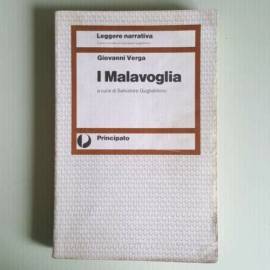 Leggere narrativa
Giovanni Verga
I Malavoglia
a cura di Salvatore Guglielmino
Principato